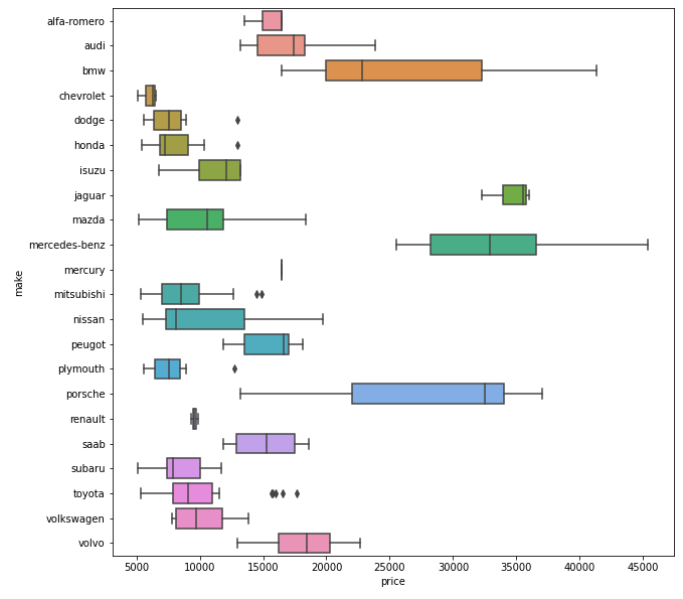 make
alfa-romero
audi
bmw
chevrolet
dodge
honda
isuzu
jaguar
mazda
mercedes-benz
mercury
mitsubishi
nissan
peugot
plymouth
porsche
renault
saab
subaru
toyota
volkswagen
volvo
5000 10000 15000 20000 25000 30000 35000 40000 45000
price